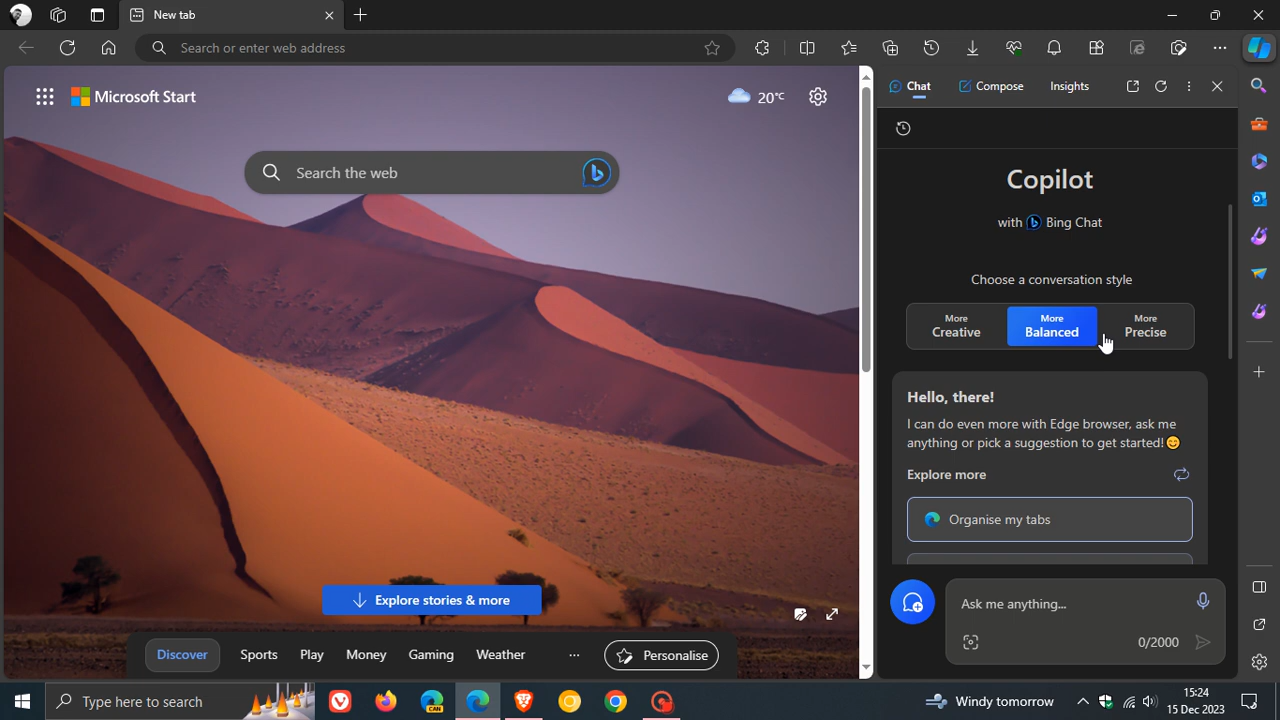 New tab
Search or enter web address
Microsoft Start
20°C
Search the web
Explore stories & more
Discover
Sports
Play
Money
Gaming
Weather
Personalise
Chat
Compose
Insights
Copilot
with Bing Chat
Choose a conversation style
More
Creative
More
Balanced
More
Precise
Hello, there!
I can do even more with Edge browser, ask me
anything or pick a suggestion to get started! 😊
Explore more
Organise my tabs
Ask me anything...
0/2000
Type here to search
CAN
Windy tomorrow
15:24
15 Dec 2023